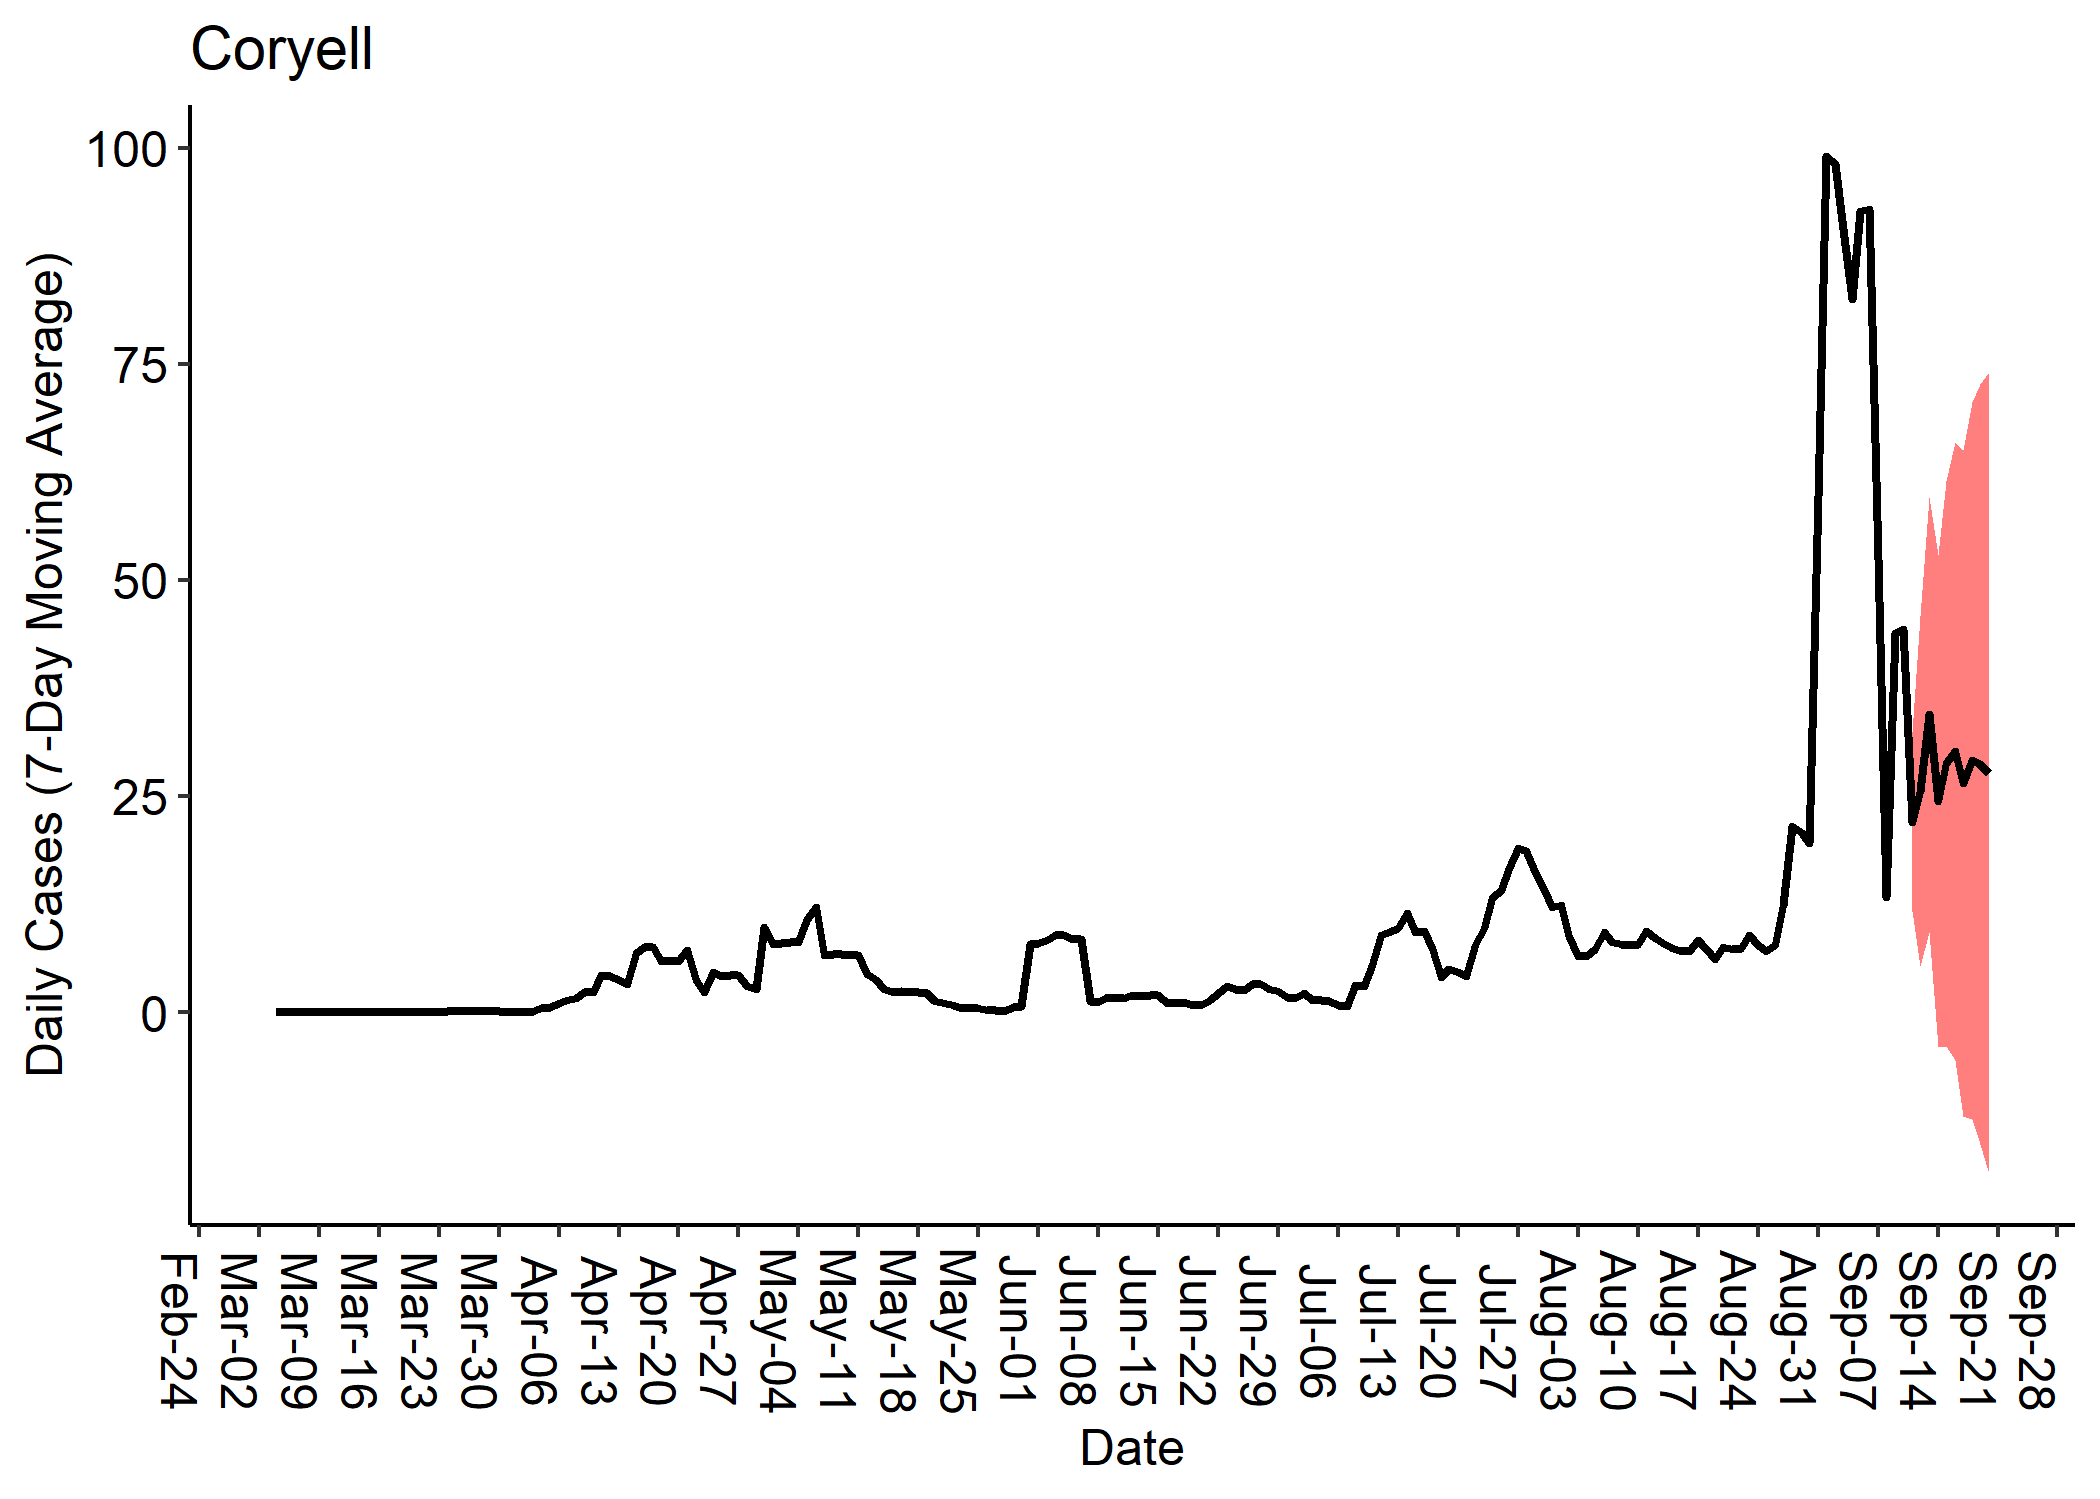 Coryell
Daily Cases (7-Day Moving Average)
100
75
50
25
0
Feb-24
Mar-02
Mar-09
Mar-16
Mar-23
Mar-30
Apr-06
Apr-13
Apr-20
Apr-27
May-04
May-11
May-18
May-25
Jun-01
Jun-08
Jun-15
Jun-22
Jun-29
Jul-06
Jul-13
Jul-20
Jul-27
Aug-03
Aug-10
Aug-17
Aug-24
Aug-31
Sep-07
Sep-14
Sep-21
Sep-28
Date